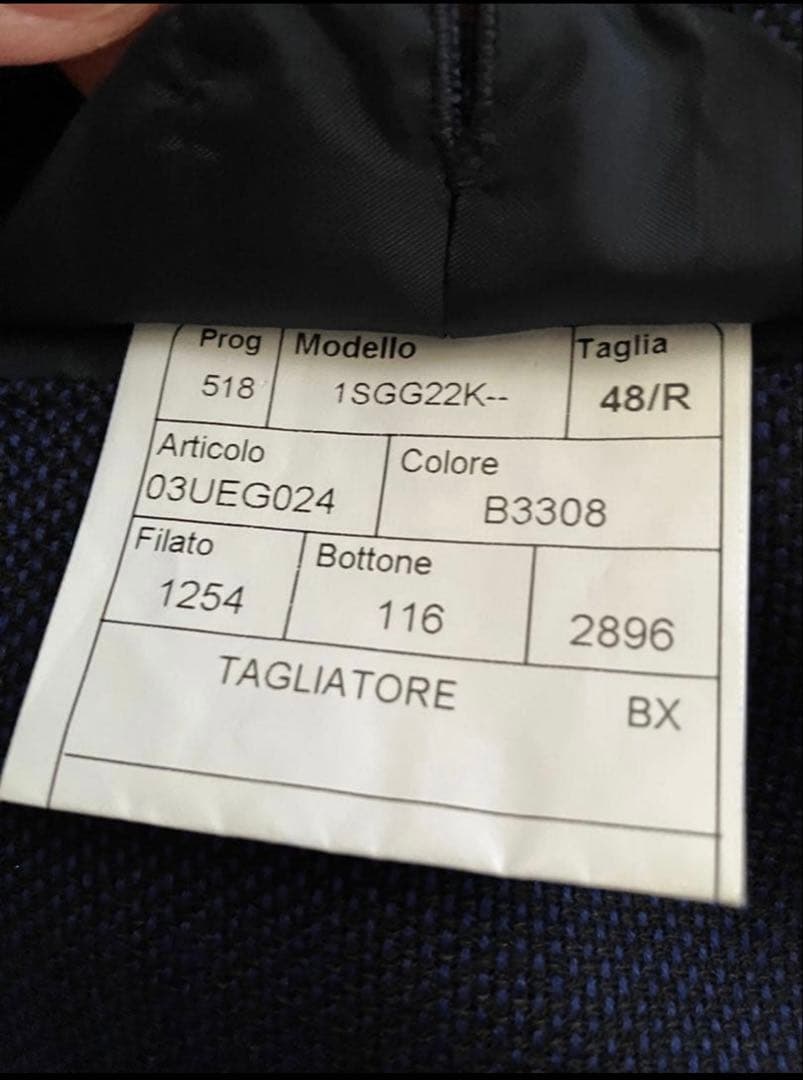 Prog Modello Taglia
518 1SGG22K-- 48/R
Articolo Colore
03UEG024 B3308
Filato Bottone
1254 116 2896
TAGLIATORE BX